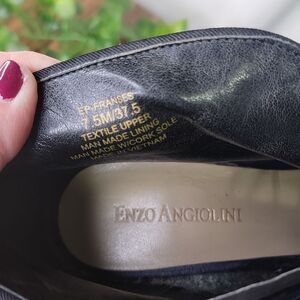 EP-FRANSES
7.5M/37.5
TEXTILE UPPER
MAN MADE LINING
MAN MADE W/CORK SOLE
MADE IN VIETNAM
ENZO ANGIOLINI